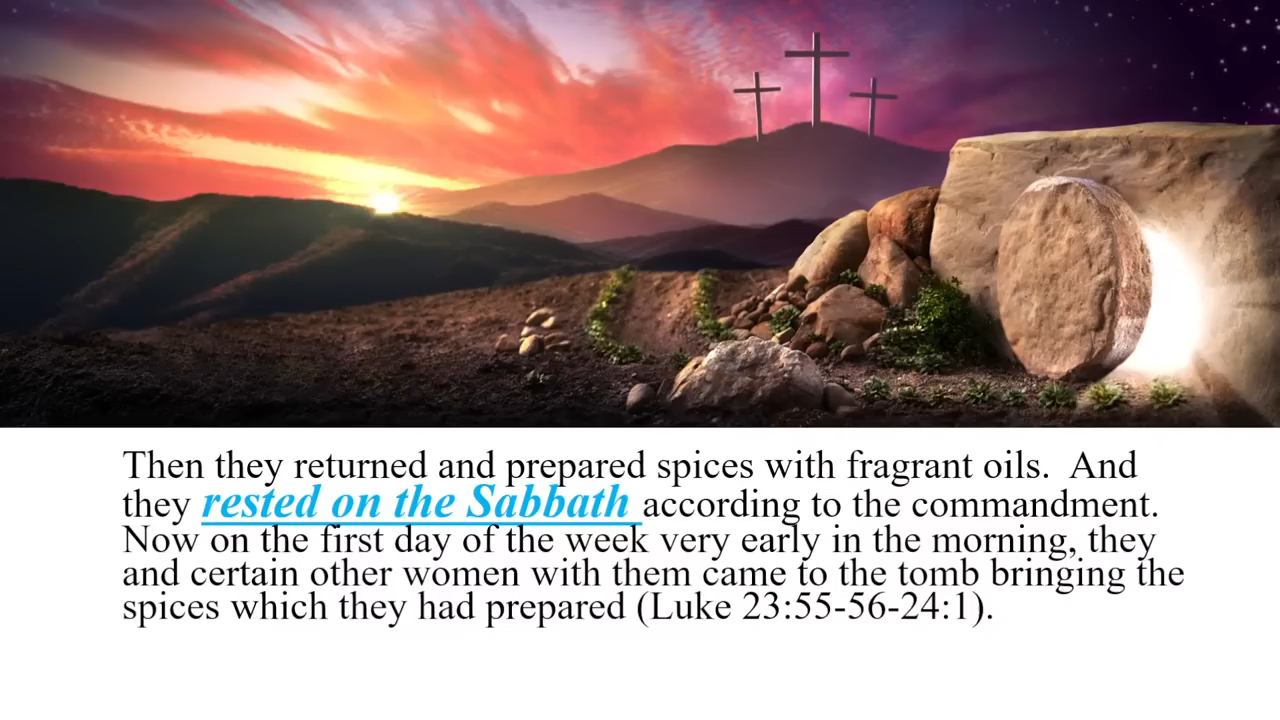 Then they returned and prepared spices with fragrant oils.  And
they rested on the Sabbath according to the commandment.
Now on the first day of the week very early in the morning, they
and certain other women with them came to the tomb bringing the
spices which they had prepared (Luke 23:55-56-24:1).